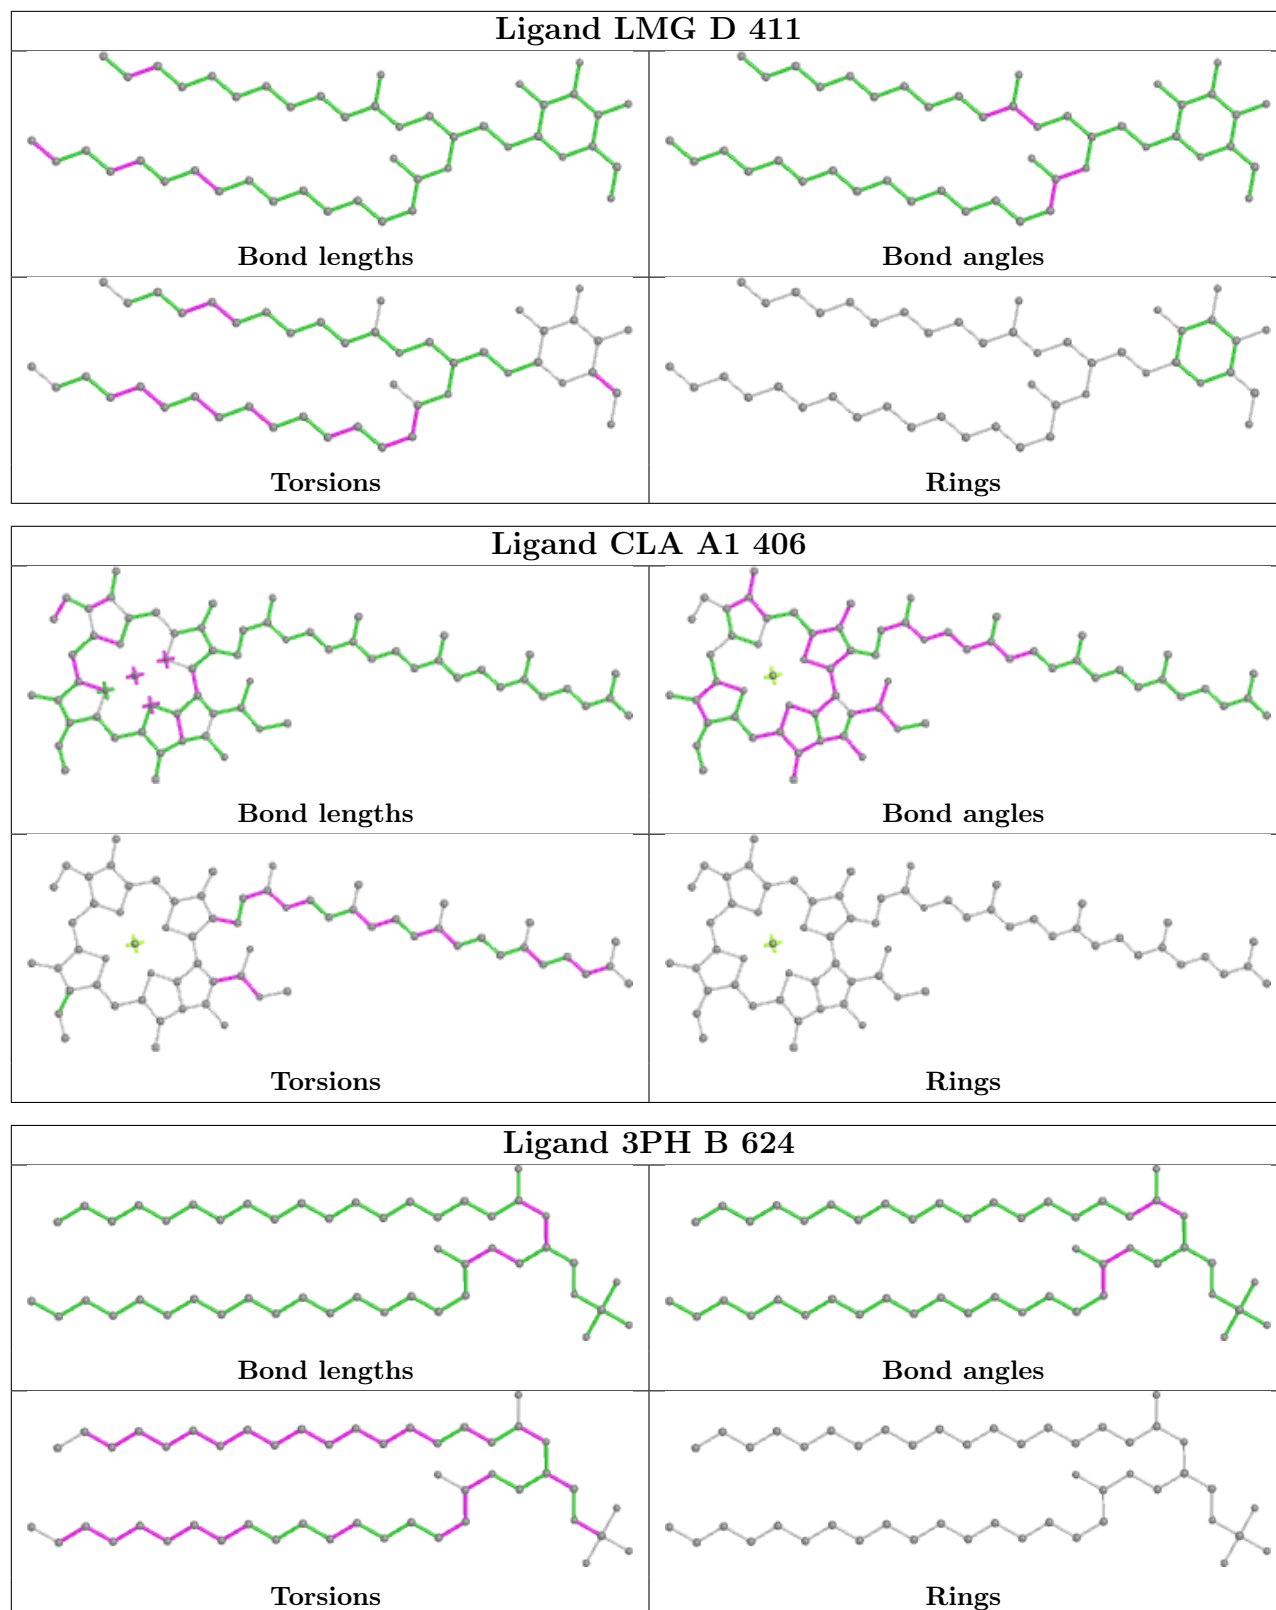 Ligand LMG D 411
Bond lengths
Bond angles
Torsions
Rings
Ligand CLA A1 406
Bond lengths
Bond angles
Torsions
Rings
Ligand 3PH B 624
Bond lengths
Bond angles
Torsions
Rings